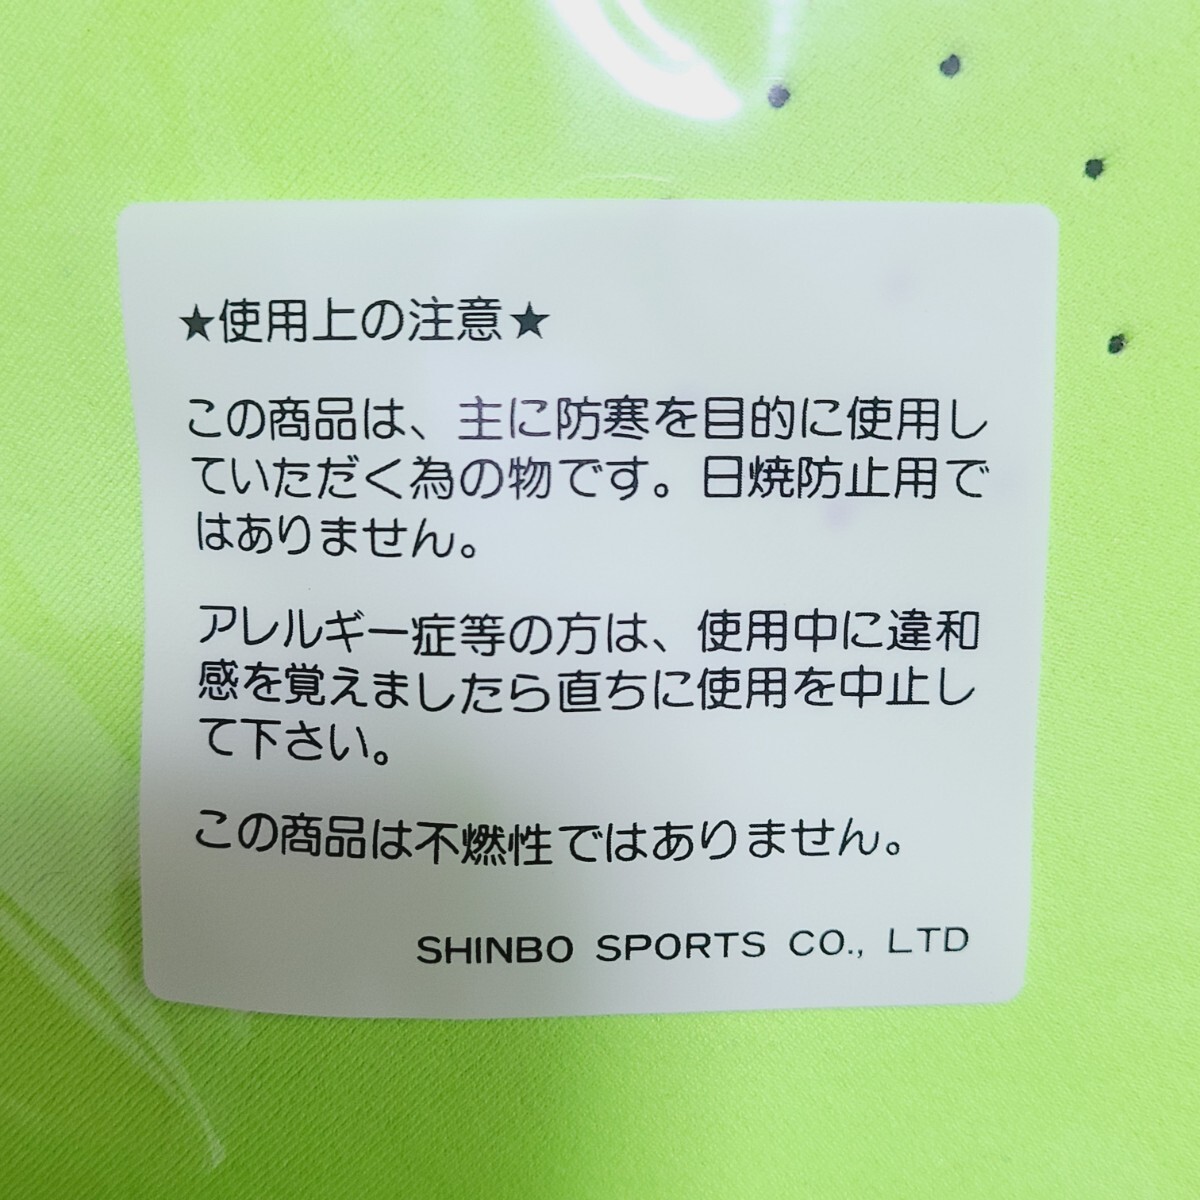 ★使用上の注意★
この商品は、主に防寒を目的に使用し
ていただく為の物です。日焼防止用で
はありません。
アレルギー症等の方は、使用中に違和
感を覚えましたら直ちに使用を中止し
て下さい。
この商品は不燃性ではありません。
SHINBO SPORTS CO., LTD